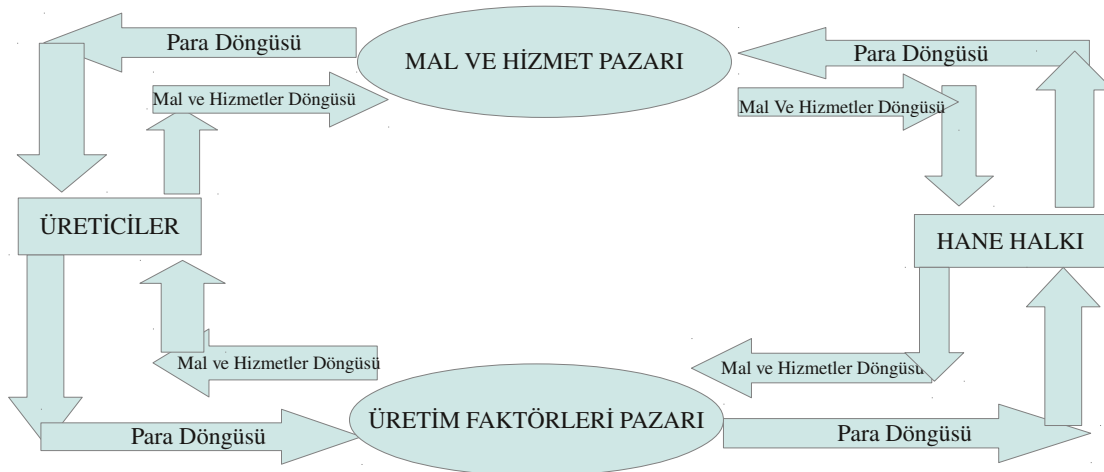 Para Döngüsü
MAL VE HİZMET PAZARI
Para Döngüsü
Mal ve Hizmetler Döngüsü
Mal Ve Hizmetler Döngüsü
ÜRETİCİLER
HANE HALKI
Mal ve Hizmetler Döngüsü
Mal ve Hizmetler Döngüsü
ÜRETİM FAKTÖRLERİ PAZARI
Para Döngüsü
Para Döngüsü